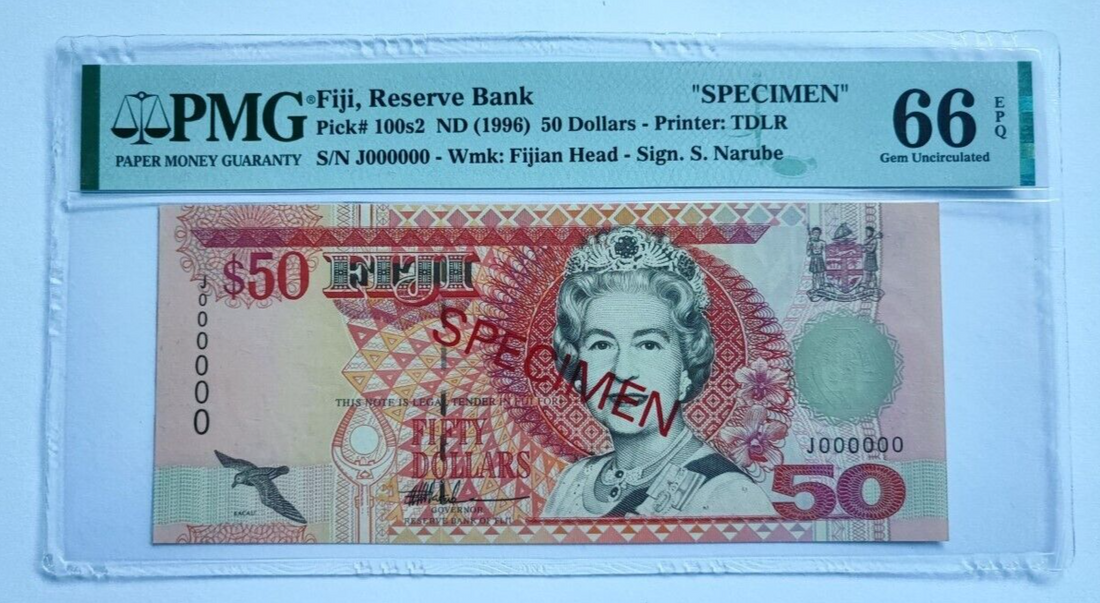 PMG®
PAPER MONEY GUARANTY
Fiji, Reserve Bank "SPECIMEN"
Pick# 100s2 ND (1996) 50 Dollars - Printer: TDLR
S/N J000000 - Wmk: Fijian Head - Sign. S. Narube
66 EPQ
Gem Uncirculated
$50 FIJI
J000000
SPECIMEN
THIS NOTE IS LEGAL TENDER IN FIJI FOR
FIFTY
DOLLARS
GOVERNOR
RESERVE BANK OF FIJI
KACAU
J000000
50